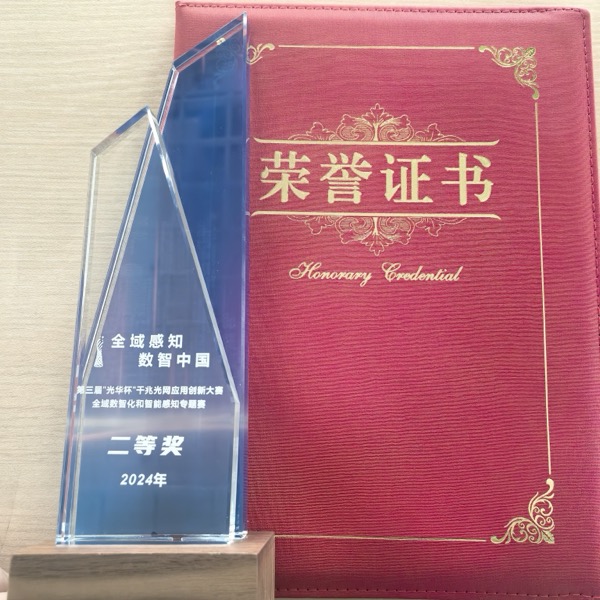 荣誉证书
Honorary Credential
全域感知
数智中国
第三届"光华杯"千兆光网应用创新大赛
全域数智化和智能感知专题赛
二等奖
2024年